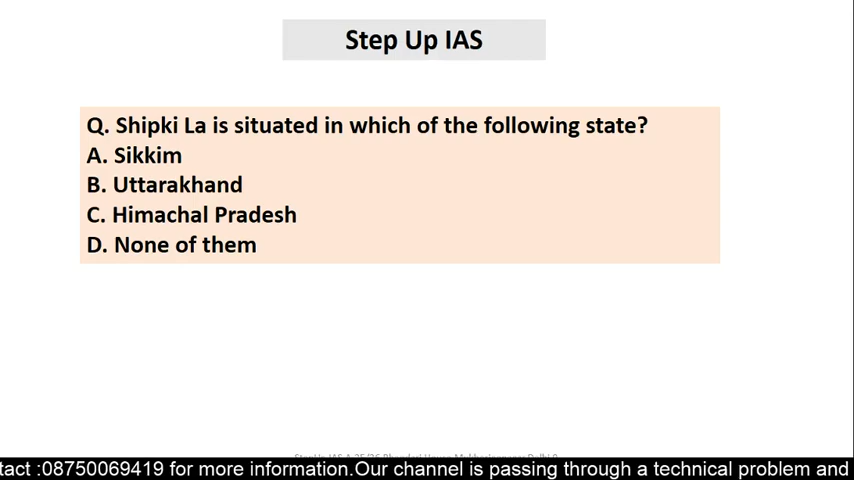 Step Up IAS
Q. Shipki La is situated in which of the following state?
A. Sikkim
B. Uttarakhand
C. Himachal Pradesh
D. None of them
tact :08750069419 for more information.Our channel is passing through a technical problem and